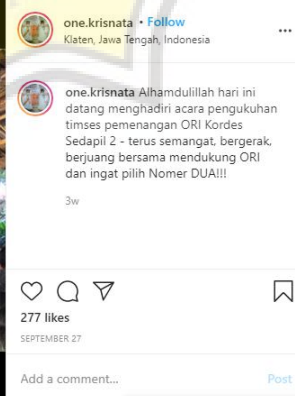 one.krisnata • Follow
Klaten, Jawa Tengah, Indonesia
one.krisnata Alhamdulillah hari ini
datang menghadiri acara pengukuhan
timses pemenangan ORI Kordes
Sedapil 2 - terus semangat, bergerak,
berjuang bersama mendukung ORI
dan ingat pilih Nomer DUA!!!
3w
277 likes
SEPTEMBER 27
Add a comment...
Post